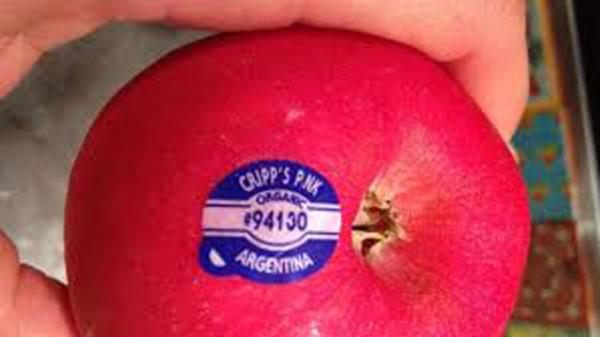 CRIPP'S PINK
ORGANIC
#94130
ARGENTINA